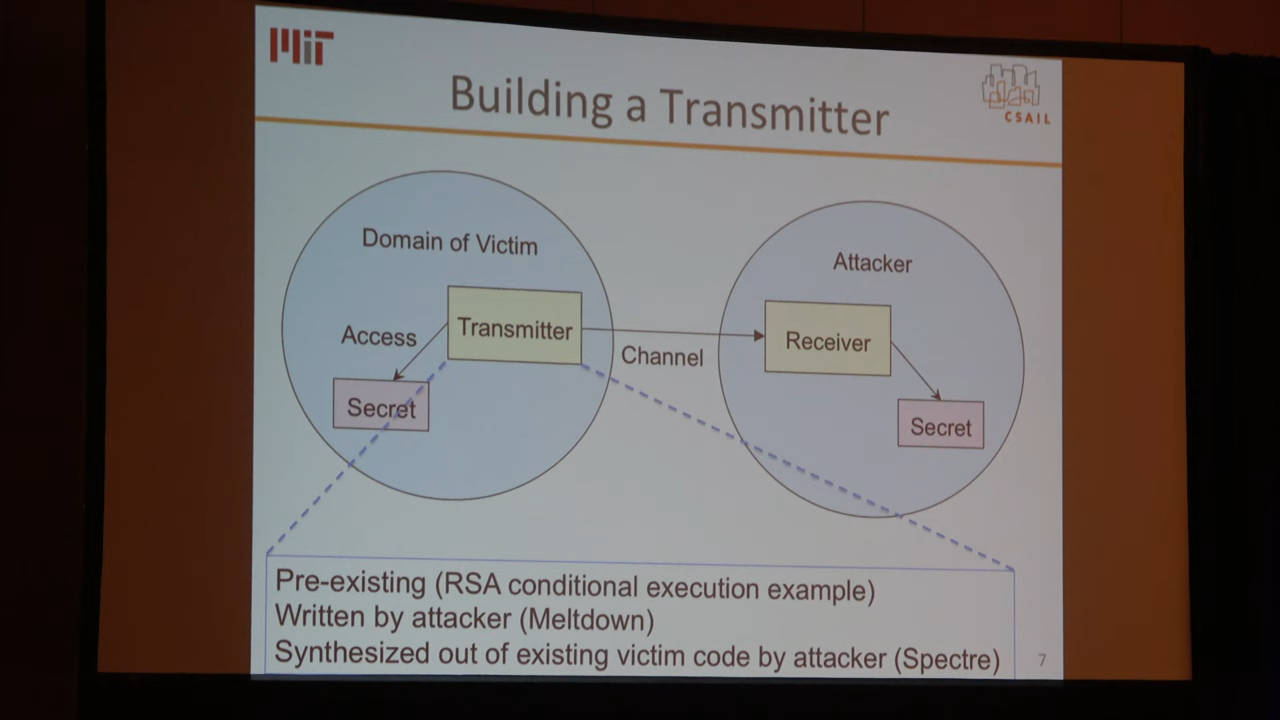 MIT
Building a Transmitter
CSAIL
Domain of Victim
Attacker
Transmitter
Receiver
Access
Channel
Secret
Secret
Pre-existing (RSA conditional execution example)
Written by attacker (Meltdown)
Synthesized out of existing victim code by attacker (Spectre)
7